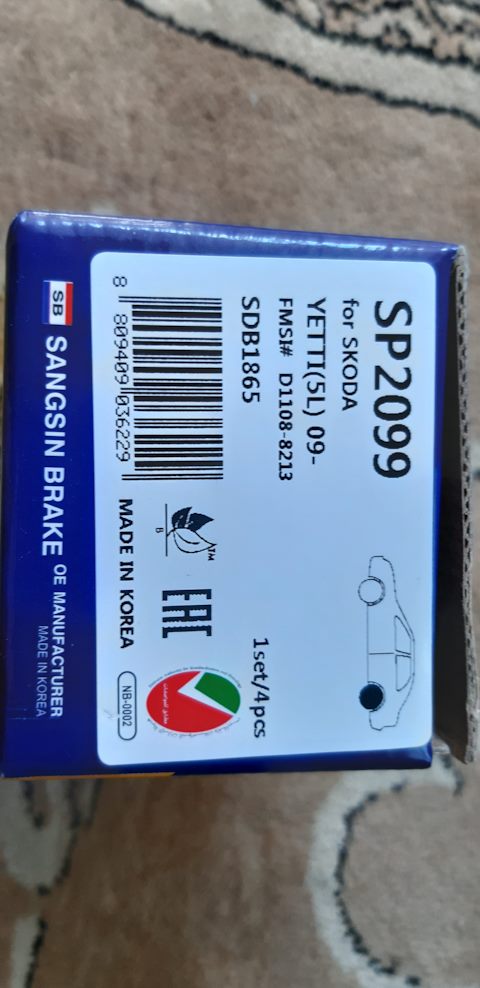 SP2099
for SKODA
YETTI(5L) 09-
FMSI# D1108-8213
SDB1865
1set/4pcs
8 809409 036229
B
TM
EAC
MADE IN KOREA
NB-0002
SB
SANGSIN BRAKE
OE MANUFACTURER
MADE IN KOREA